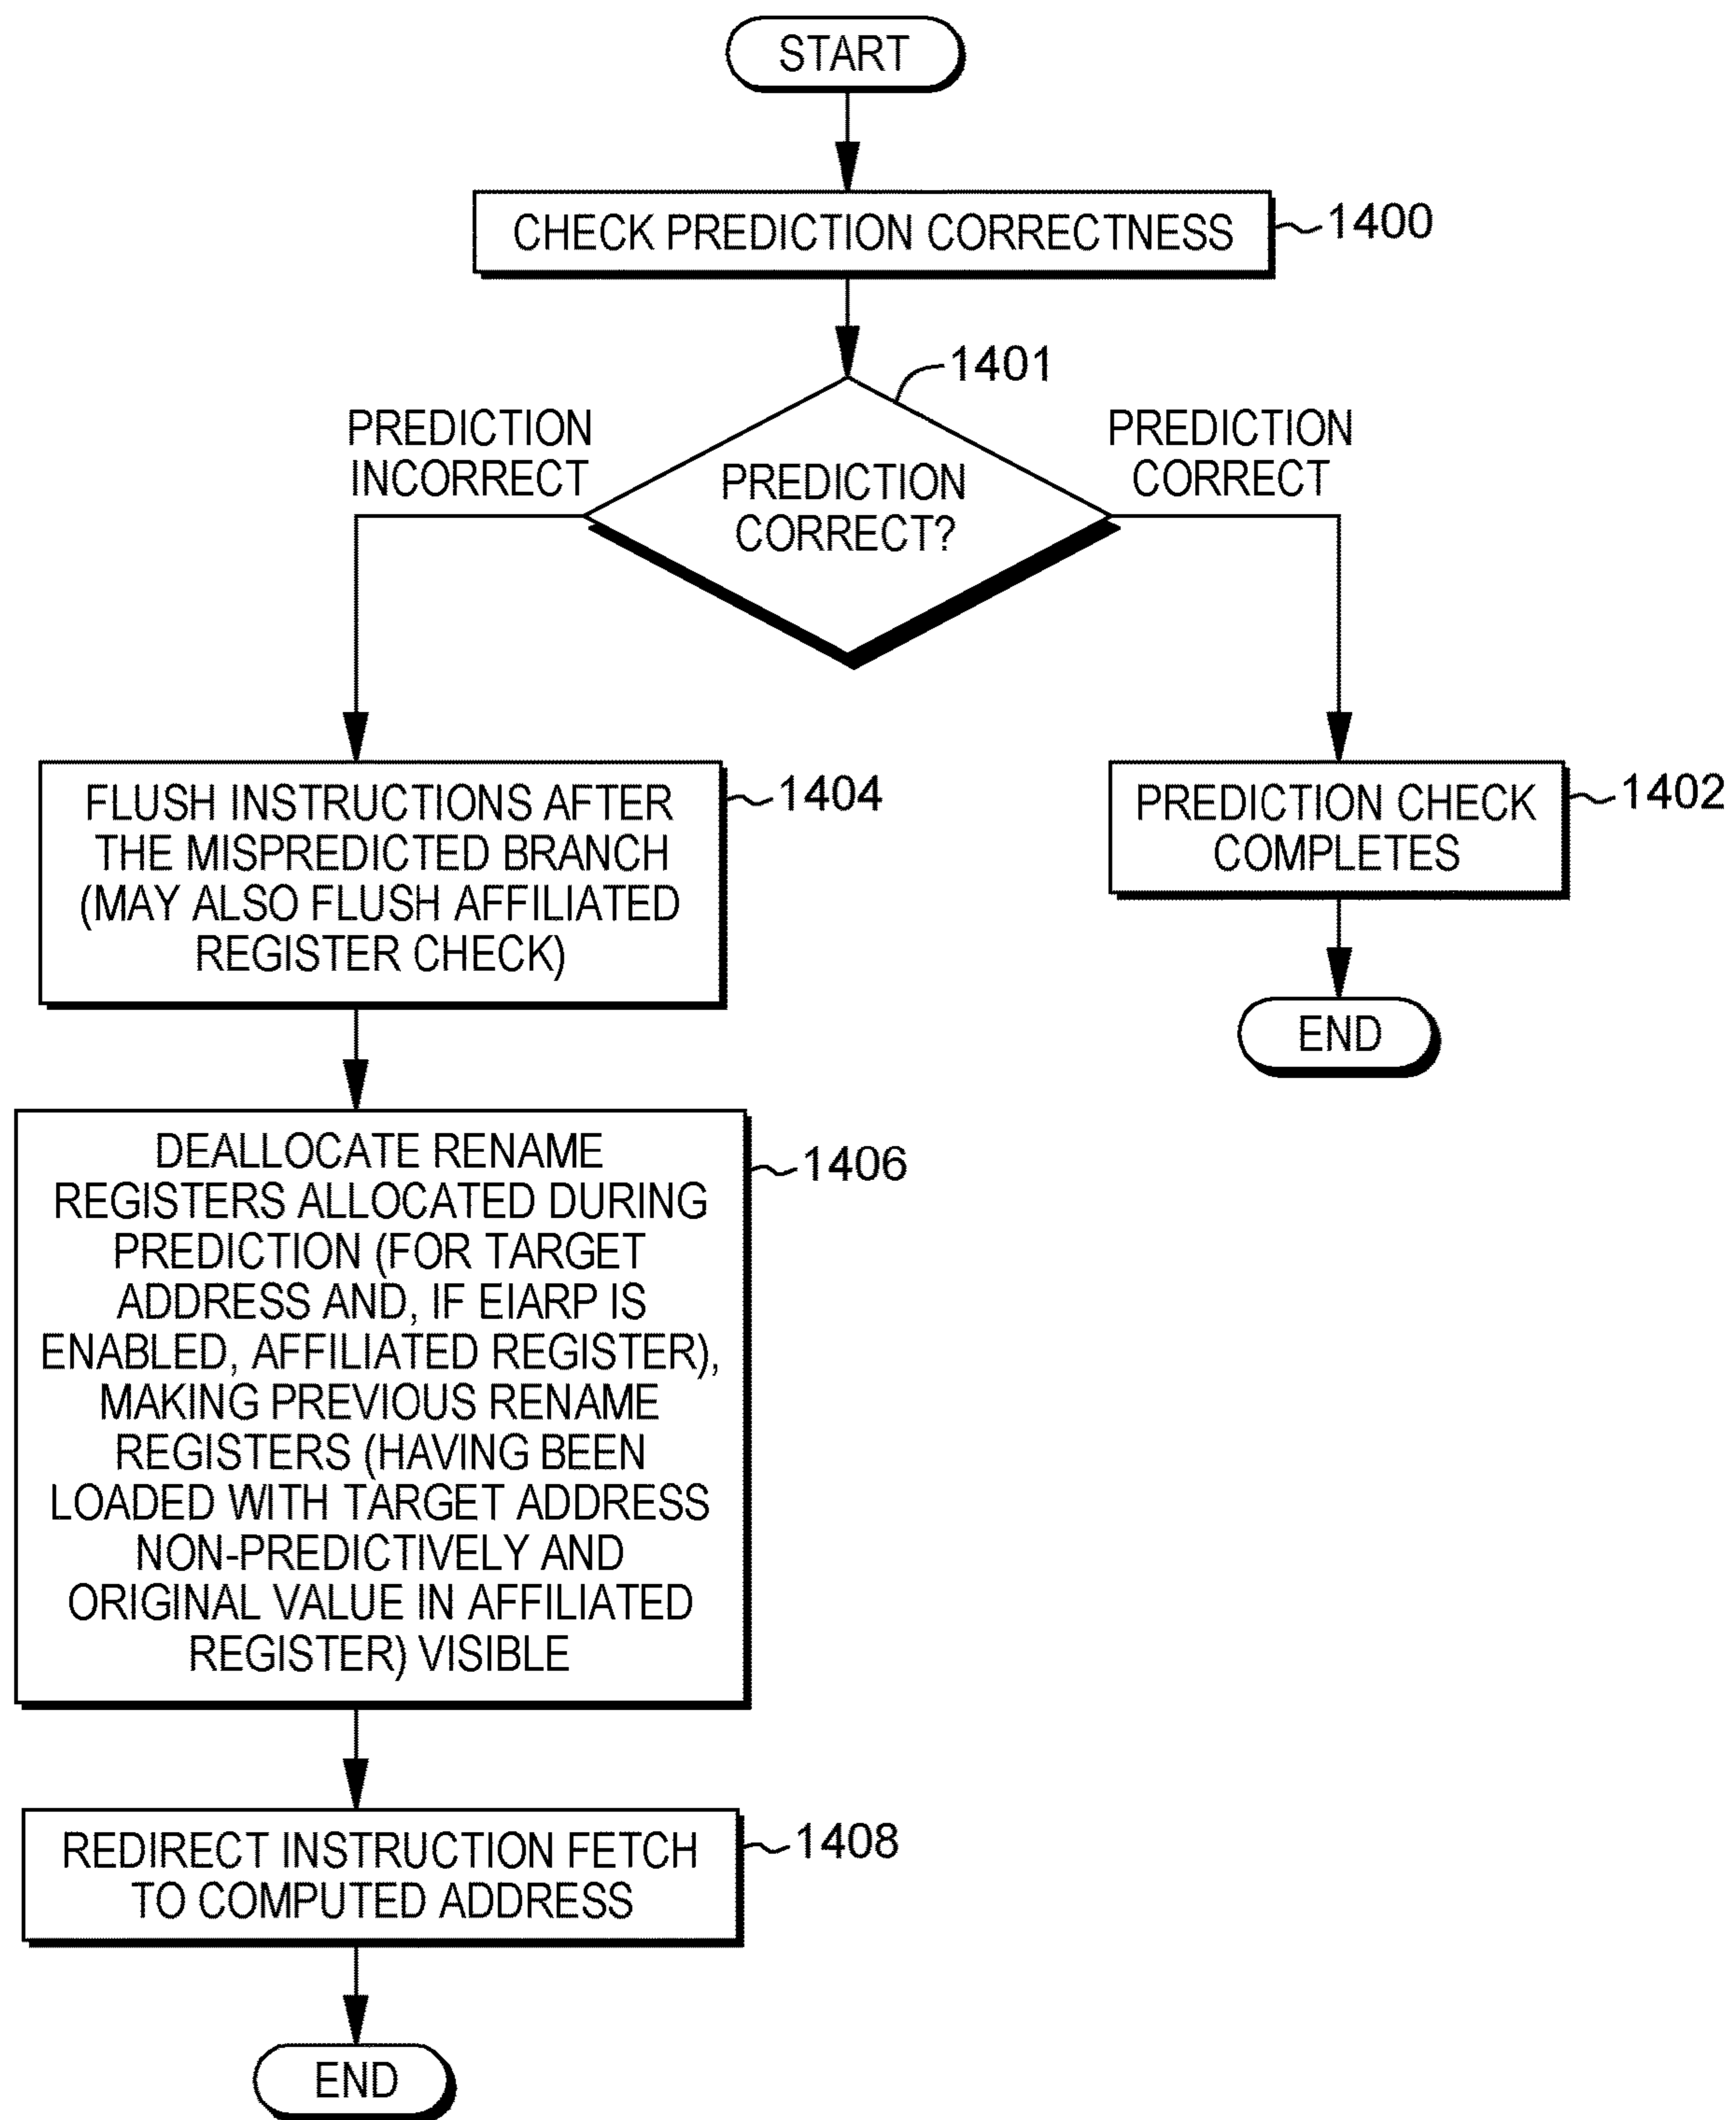 START
CHECK PREDICTION CORRECTNESS
1400
1401
PREDICTION
INCORRECT
PREDICTION
CORRECT?
PREDICTION
CORRECT
FLUSH INSTRUCTIONS AFTER
THE MISPREDICTED BRANCH
(MAY ALSO FLUSH AFFILIATED
REGISTER CHECK)
1404
PREDICTION CHECK
COMPLETES
1402
END
DEALLOCATE RENAME
REGISTERS ALLOCATED DURING
PREDICTION (FOR TARGET
ADDRESS AND, IF EIARP IS
ENABLED, AFFILIATED REGISTER),
MAKING PREVIOUS RENAME
REGISTERS (HAVING BEEN
LOADED WITH TARGET ADDRESS
NON-PREDICTIVELY AND
ORIGINAL VALUE IN AFFILIATED
REGISTER) VISIBLE
1406
REDIRECT INSTRUCTION FETCH
TO COMPUTED ADDRESS
1408
END